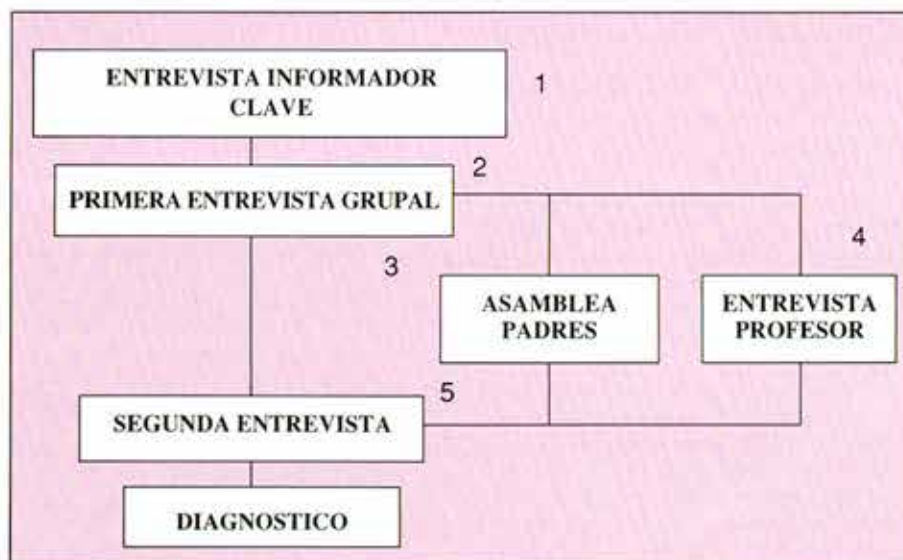 ENTREVISTA INFORMADOR
CLAVE
1
2
PRIMERA ENTREVISTA GRUPAL
3
4
ASAMBLEA
PADRES
ENTREVISTA
PROFESOR
5
SEGUNDA ENTREVISTA
DIAGNOSTICO